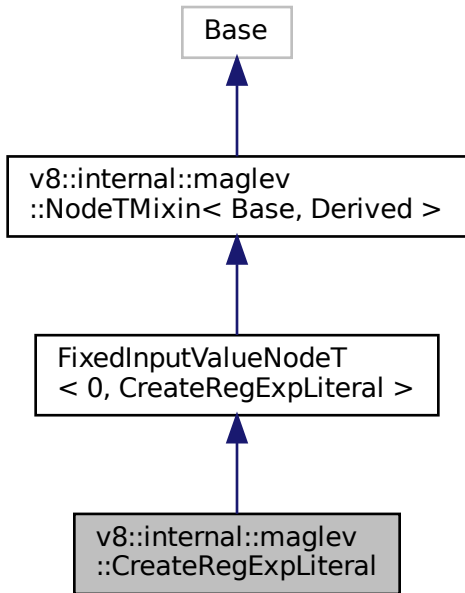 Base
v8::internal::maglev
::NodeTMixin< Base, Derived >
FixedInputValueNodeT
< 0, CreateRegExpLiteral >
v8::internal::maglev
::CreateRegExpLiteral